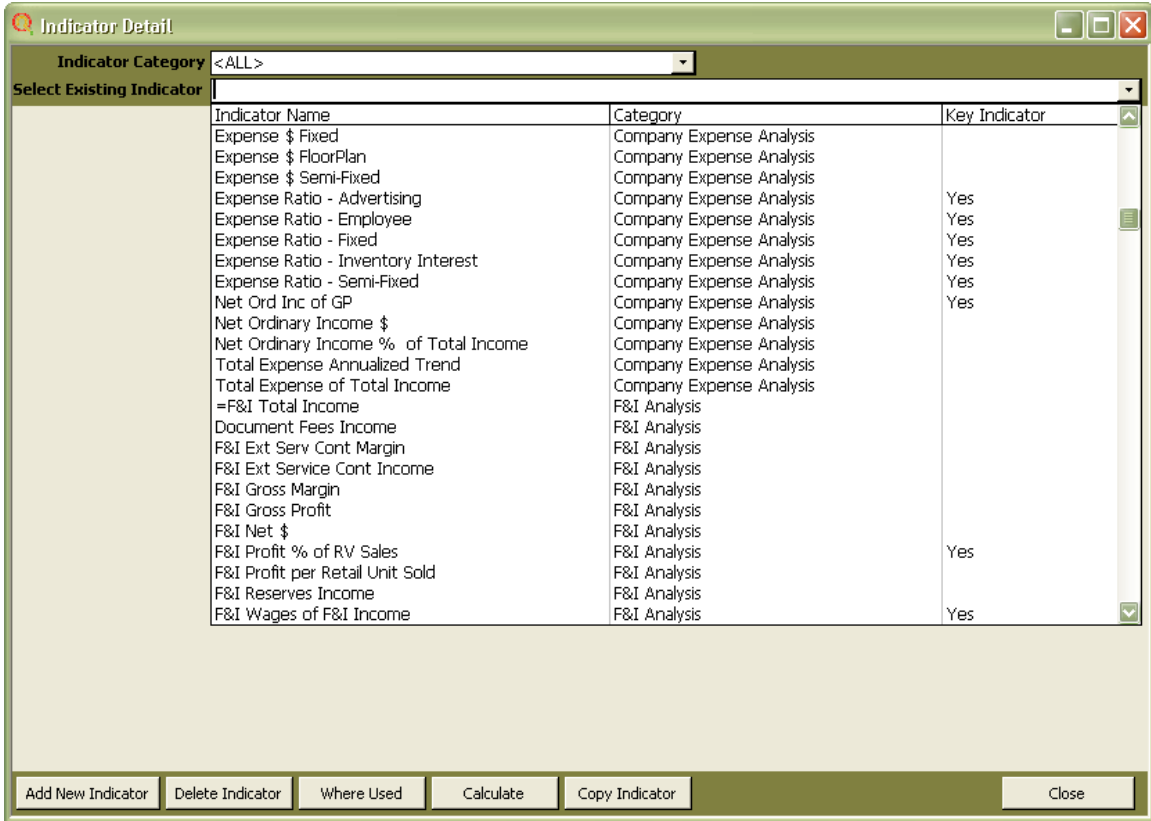 Indicator Detail
Indicator Category <ALL>
Select Existing Indicator
Indicator Name Category Key Indicator
Expense $ Fixed Company Expense Analysis
Expense $ FloorPlan Company Expense Analysis
Expense $ Semi-Fixed Company Expense Analysis
Expense Ratio - Advertising Company Expense Analysis Yes
Expense Ratio - Employee Company Expense Analysis Yes
Expense Ratio - Fixed Company Expense Analysis Yes
Expense Ratio - Inventory Interest Company Expense Analysis Yes
Expense Ratio - Semi-Fixed Company Expense Analysis Yes
Net Ord Inc of GP Company Expense Analysis Yes
Net Ordinary Income $ Company Expense Analysis
Net Ordinary Income % of Total Income Company Expense Analysis
Total Expense Annualized Trend Company Expense Analysis
Total Expense of Total Income Company Expense Analysis
=F&I Total Income F&I Analysis
Document Fees Income F&I Analysis
F&I Ext Serv Cont Margin F&I Analysis
F&I Ext Service Cont Income F&I Analysis
F&I Gross Margin F&I Analysis
F&I Gross Profit F&I Analysis
F&I Net $ F&I Analysis
F&I Profit % of RV Sales F&I Analysis Yes
F&I Profit per Retail Unit Sold F&I Analysis
F&I Reserves Income F&I Analysis
F&I Wages of F&I Income F&I Analysis Yes
Add New Indicator Delete Indicator Where Used Calculate Copy Indicator Close